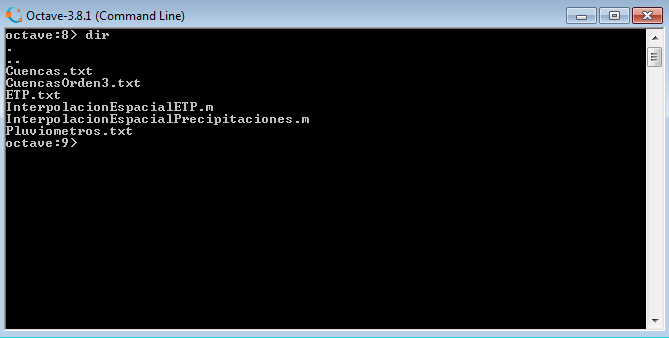 Octave-3.8.1 (Command Line)
octave:8> dir
.
..
Cuencas.txt
CuencasOrden3.txt
ETP.txt
InterpolacionEspacialETP.m
InterpolacionEspacialPrecipitaciones.m
Pluviometros.txt
octave:9>